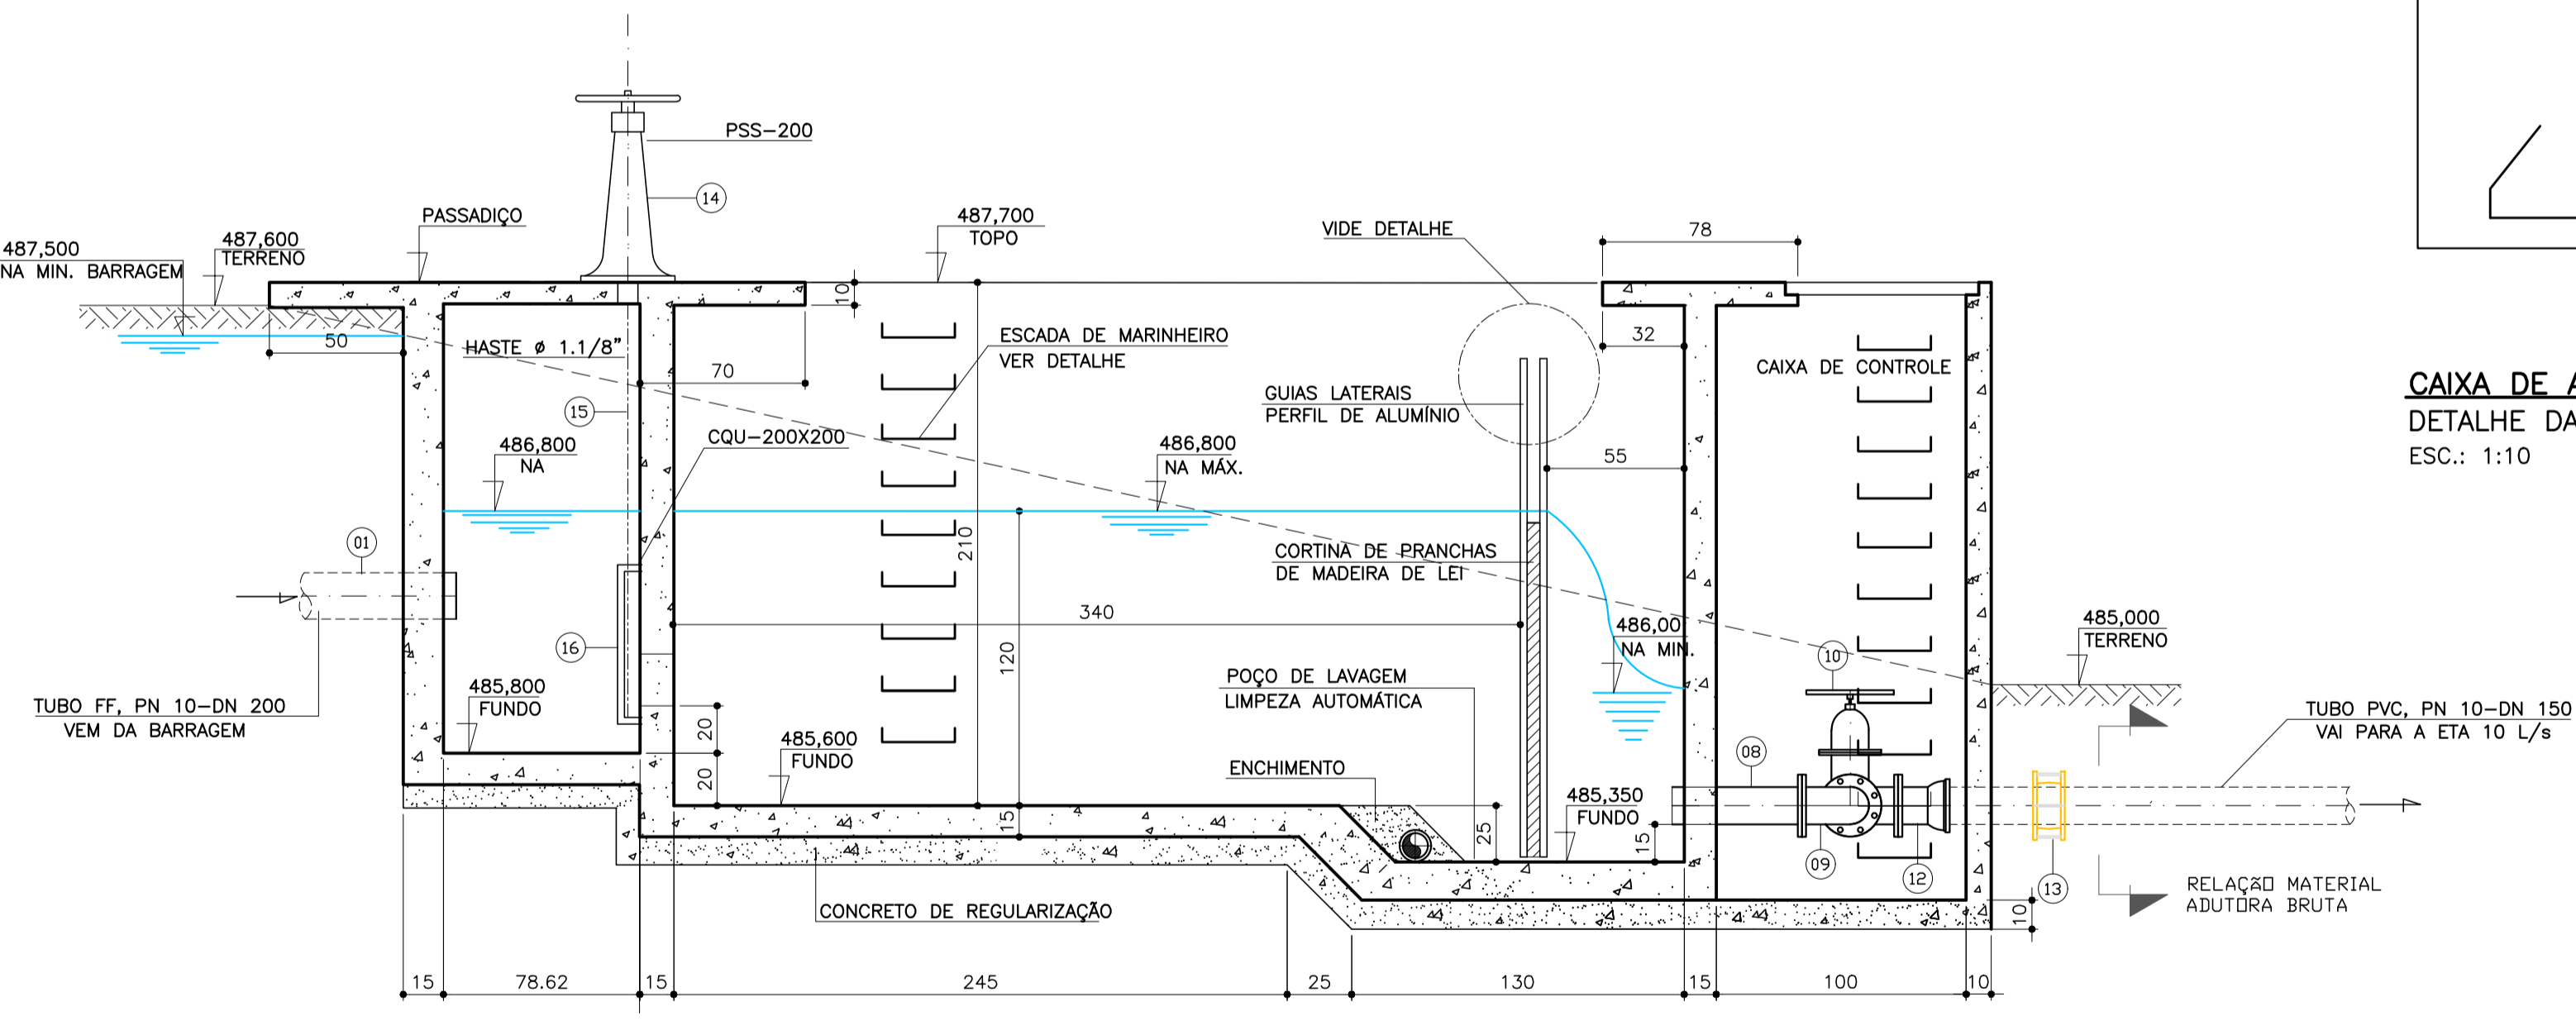 PSS-200
14
PASSADIÇO
487,700
TOPO
VIDE DETALHE
78
487,600
TERRENO
487,500
NA MIN. BARRAGEM
10
50
HASTE ø 1.1/8"
ESCADA DE MARINHEIRO
VER DETALHE
32
CAIXA DE CONTROLE
70
GUIAS LATERAIS
PERFIL DE ALUMÍNIO
15
CQU-200X200
486,800
NA
486,800
NA MÁX.
55
CAIXA DE A
DETALHE DA
ESC.: 1:10
01
210
CORTINA DE PRANCHAS
DE MADEIRA DE LEI
340
486,00
NA MIN.
485,000
TERRENO
16
120
10
POÇO DE LAVAGEM
LIMPEZA AUTOMÁTICA
485,800
FUNDO
TUBO FF, PN 10-DN 200
VEM DA BARRAGEM
TUBO PVC, PN 10-DN 150
VAI PARA A ETA 10 L/s
20
20
485,600
FUNDO
08
ENCHIMENTO
485,350
FUNDO
15
25
15
09
12
13
RELAÇÃO MATERIAL
ADUTORA BRUTA
CONCRETO DE REGULARIZAÇÃO
10
15
78.62
15
245
25
130
15
100
10